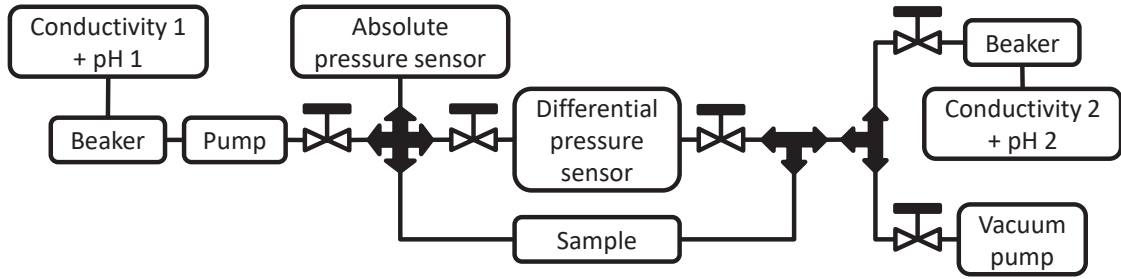 Conductivity 1
+ pH 1
Absolute
pressure sensor
Beaker
Conductivity 2
+ pH 2
Beaker
Pump
Differential
pressure
sensor
Sample
Vacuum
pump